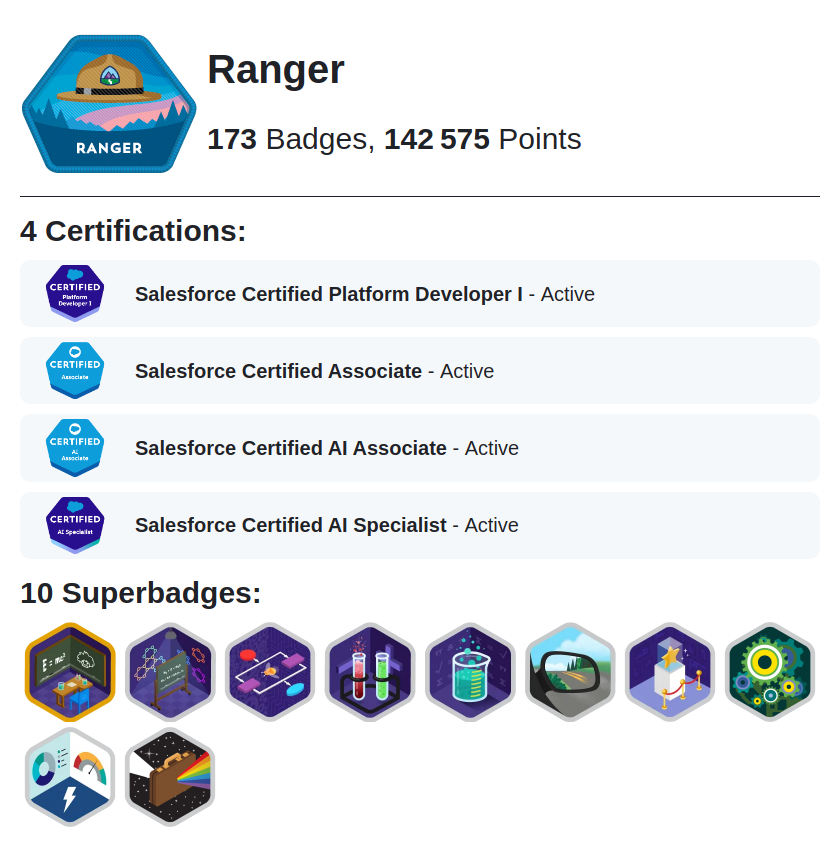 Ranger
RANGER
173 Badges, 142 575 Points
4 Certifications:
CERTIFIED
Platform
Developer I
Salesforce Certified Platform Developer I - Active
CERTIFIED
Associate
Salesforce Certified Associate - Active
CERTIFIED
AI
Associate
Salesforce Certified AI Associate - Active
CERTIFIED
AI Specialist
Salesforce Certified AI Specialist - Active
10 Superbadges:
E = mc²